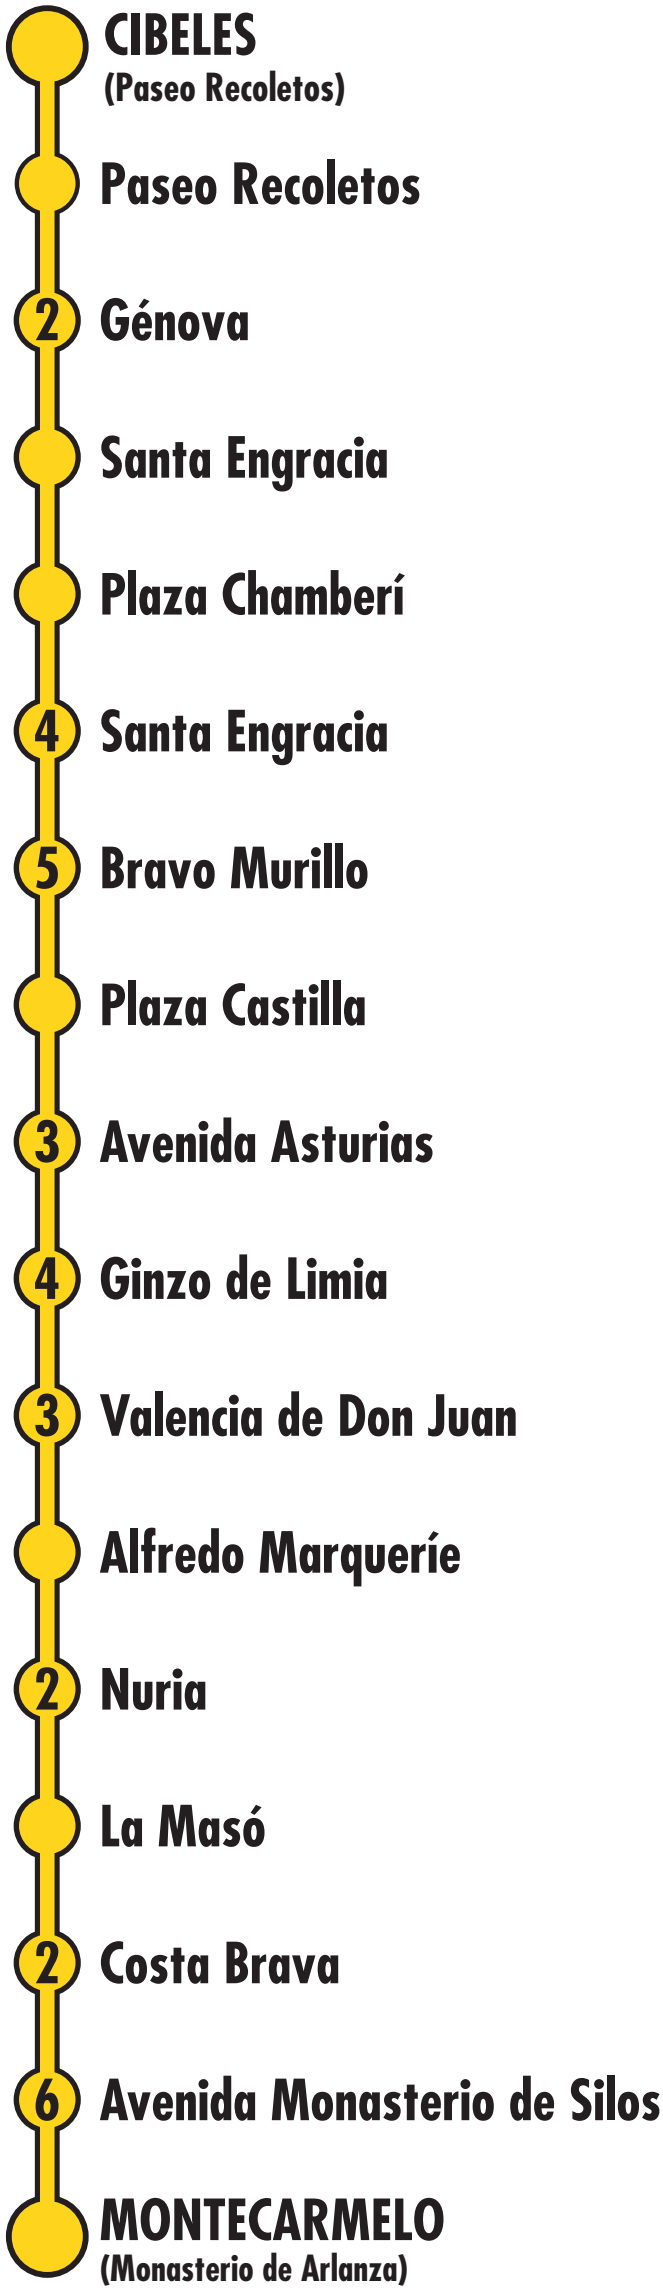 CIBELES
(Paseo Recoletos)
Paseo Recoletos
2 Génova
Santa Engracia
Plaza Chamberí
4 Santa Engracia
5 Bravo Murillo
Plaza Castilla
3 Avenida Asturias
4 Ginzo de Limia
3 Valencia de Don Juan
Alfredo Marqueríe
2 Nuria
La Masó
2 Costa Brava
6 Avenida Monasterio de Silos
MONTECARMELO
(Monasterio de Arlanza)